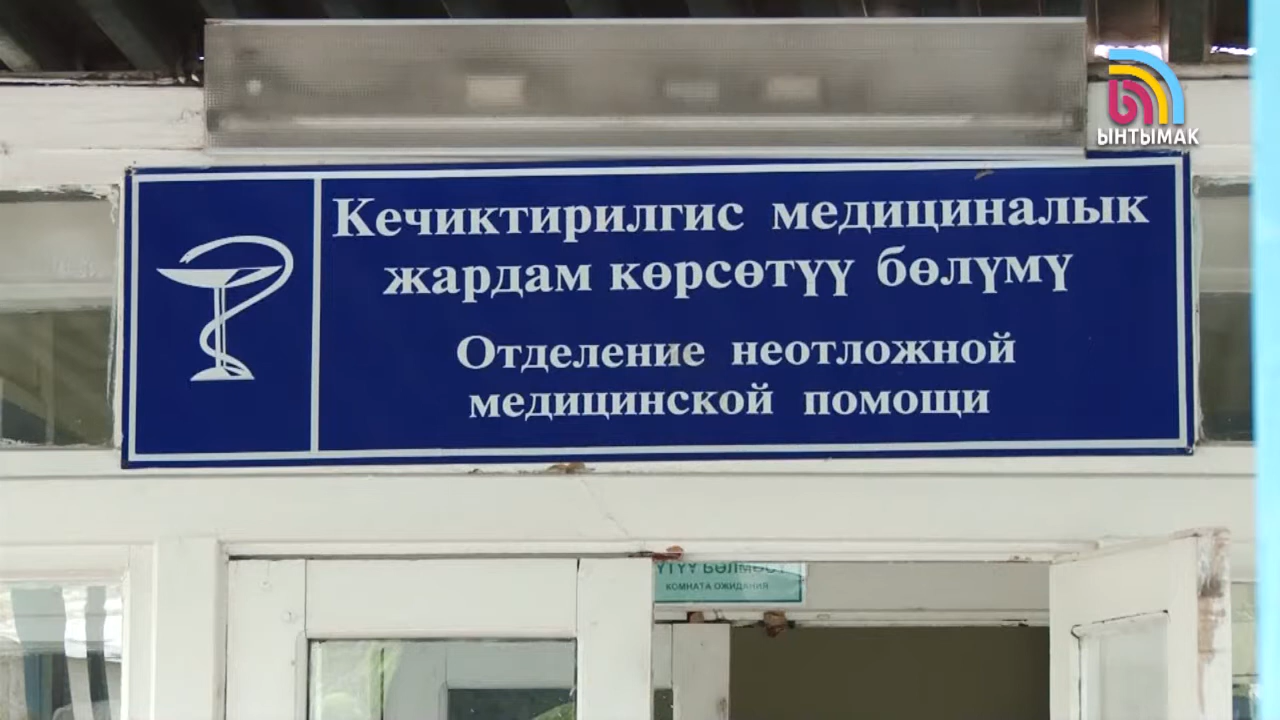 ЫНТЫМАК
Кечиктирилгис медициналык
жардам көрсөтүү бөлүмү
Отделение неотложной
медицинской помощи
КОМНАТА ОЖИДАНИЯ